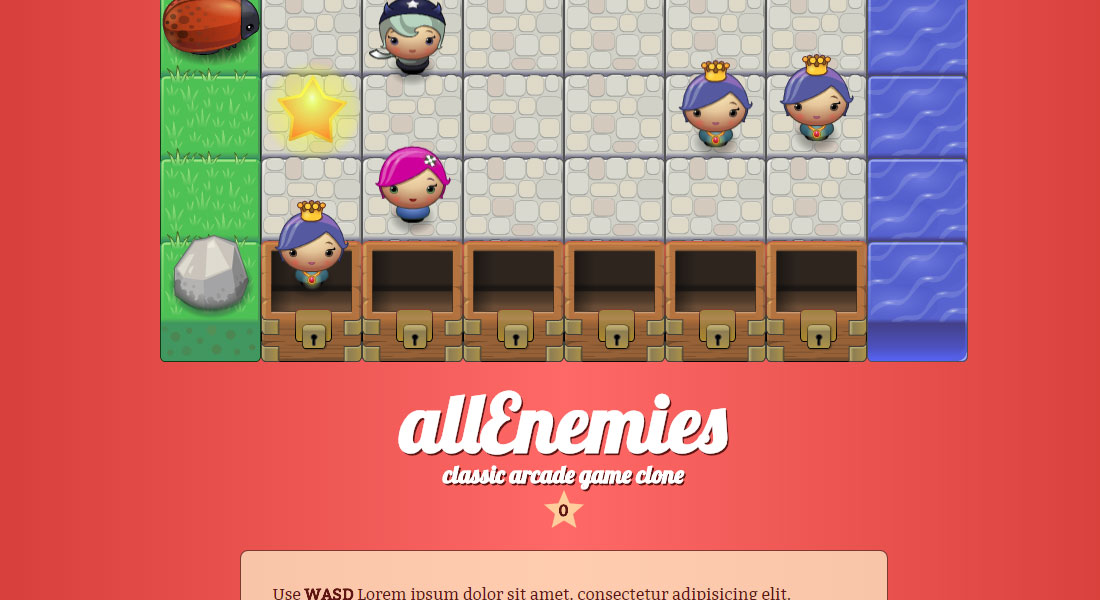 allEnemies
classic arcade game clone
0
Use WASD Lorem ipsum dolor sit amet, consectetur adipisicing elit.